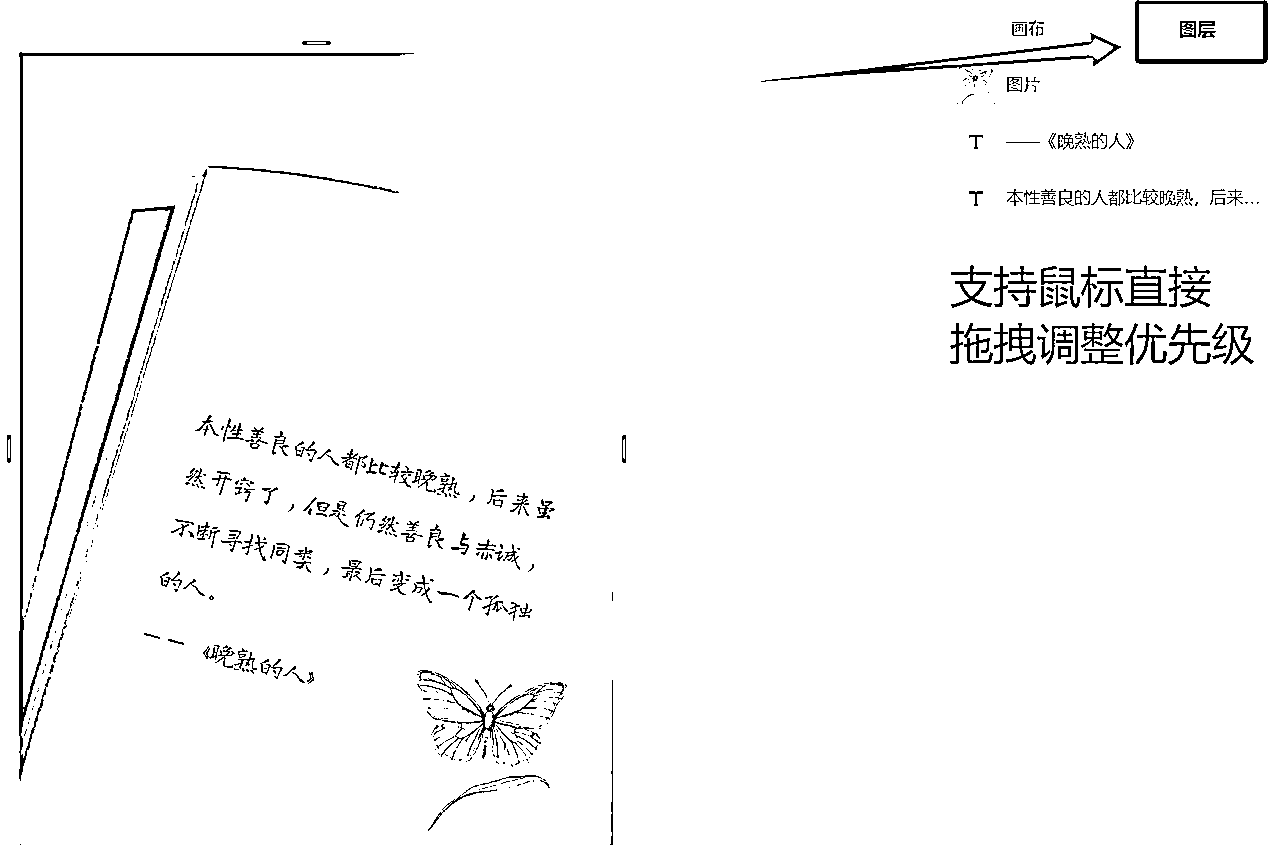 画布
图层
图片
T ——《晚熟的人》
T 本性善良的人都比较晚熟，后来...
支持鼠标直接
拖拽调整优先级
本性善良的人都比较晚熟，后来虽
然开窍了，但是仍然善良与赤诚，
不断寻找同类，最后变成一个孤独
的人。
——《晚熟的人》